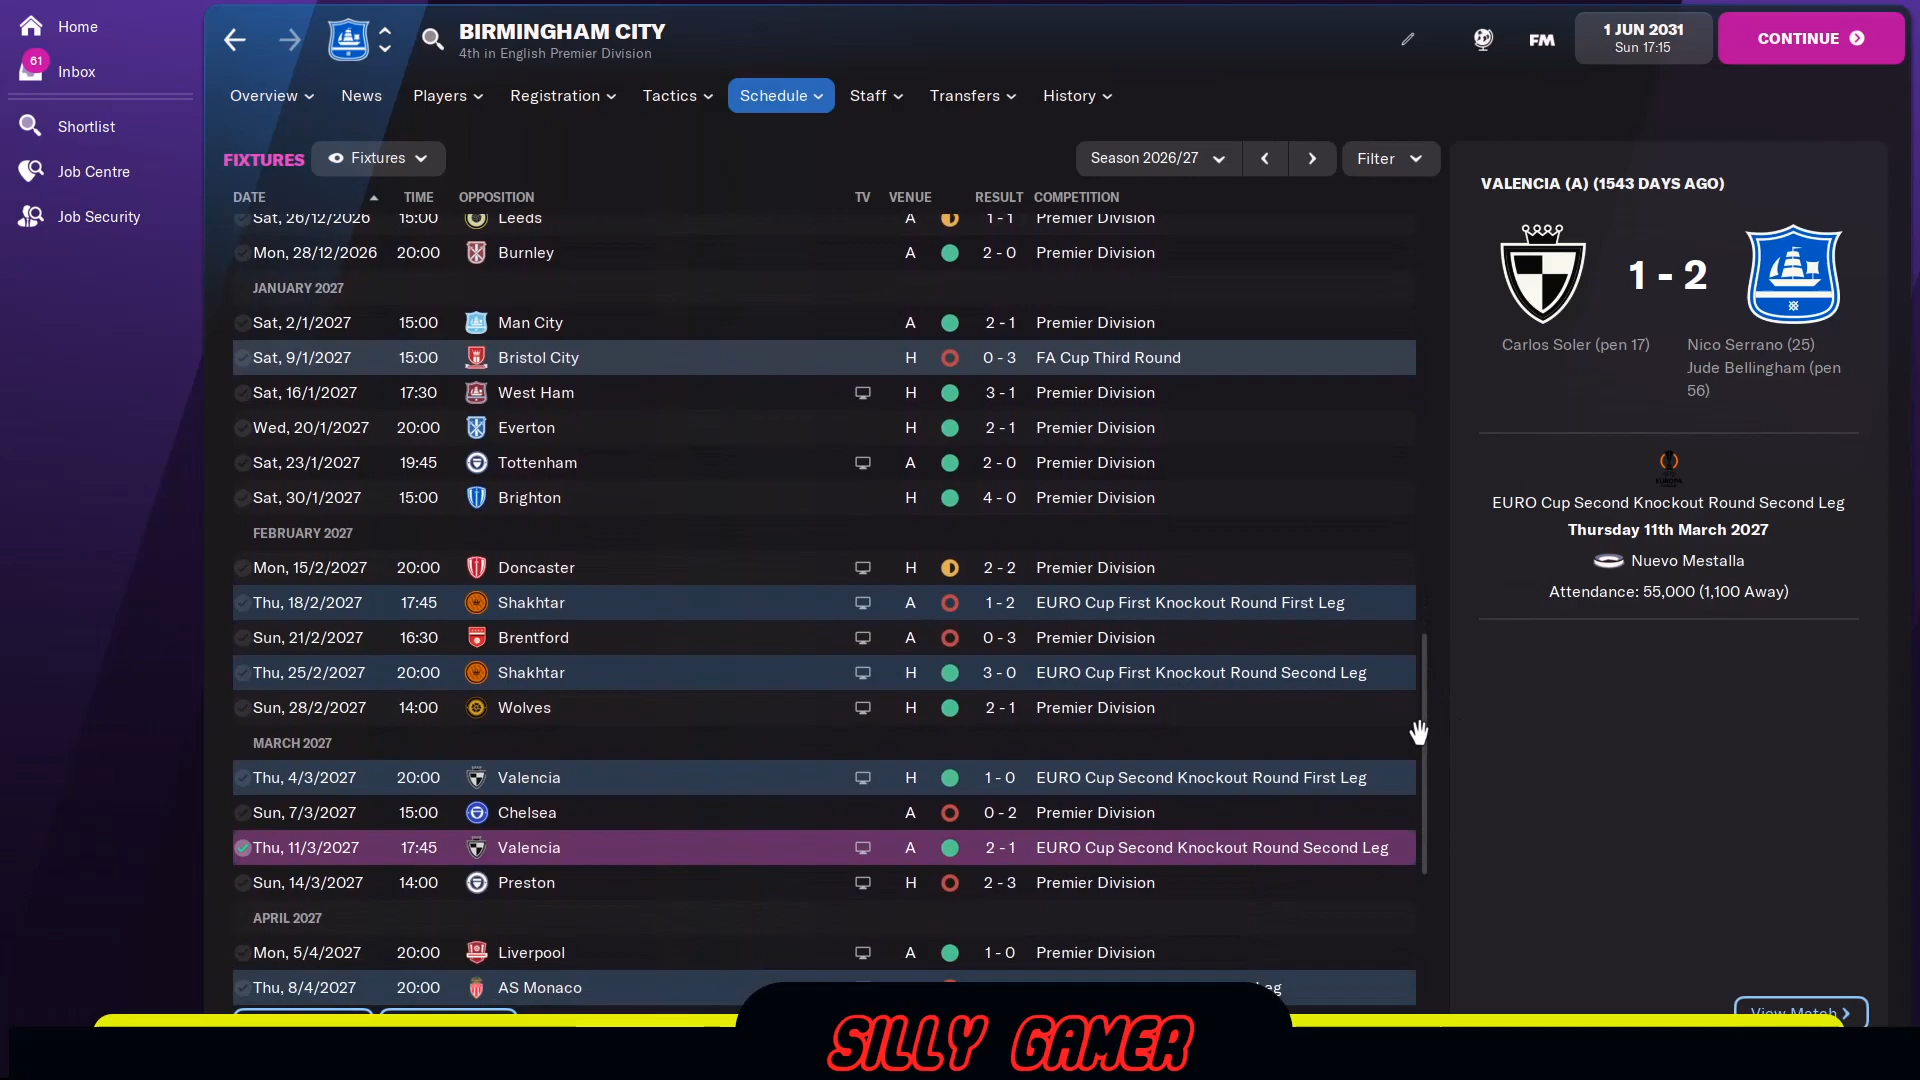 Home
61
Inbox
Shortlist
Job Centre
Job Security
BIRMINGHAM CITY
4th in English Premier Division
FM
1 JUN 2031
Sun 17:15
CONTINUE
Overview News Players Registration Tactics Schedule Staff Transfers History
FIXTURES Fixtures Season 2026/27 Filter
DATE TIME OPPOSITION TV VENUE RESULT COMPETITION
Sat, 26/12/2026 15:00 Leeds A 1 - 1 Premier Division
Mon, 28/12/2026 20:00 Burnley A 2 - 0 Premier Division
JANUARY 2027
Sat, 2/1/2027 15:00 Man City A 2 - 1 Premier Division
Sat, 9/1/2027 15:00 Bristol City H 0 - 3 FA Cup Third Round
Sat, 16/1/2027 17:30 West Ham H 3 - 1 Premier Division
Wed, 20/1/2027 20:00 Everton H 2 - 1 Premier Division
Sat, 23/1/2027 19:45 Tottenham A 2 - 0 Premier Division
Sat, 30/1/2027 15:00 Brighton H 4 - 0 Premier Division
FEBRUARY 2027
Mon, 15/2/2027 20:00 Doncaster H 2 - 2 Premier Division
Thu, 18/2/2027 17:45 Shakhtar A 1 - 2 EURO Cup First Knockout Round First Leg
Sun, 21/2/2027 16:30 Brentford A 0 - 3 Premier Division
Thu, 25/2/2027 20:00 Shakhtar H 3 - 0 EURO Cup First Knockout Round Second Leg
Sun, 28/2/2027 14:00 Wolves H 2 - 1 Premier Division
MARCH 2027
Thu, 4/3/2027 20:00 Valencia H 1 - 0 EURO Cup Second Knockout Round First Leg
Sun, 7/3/2027 15:00 Chelsea A 0 - 2 Premier Division
Thu, 11/3/2027 17:45 Valencia A 2 - 1 EURO Cup Second Knockout Round Second Leg
Sun, 14/3/2027 14:00 Preston H 2 - 3 Premier Division
APRIL 2027
Mon, 5/4/2027 20:00 Liverpool A 1 - 0 Premier Division
Thu, 8/4/2027 20:00 AS Monaco
VALENCIA (A) (1543 DAYS AGO)
1 - 2
Carlos Soler (pen 17)
Nico Serrano (25)
Jude Bellingham (pen
56)
EURO Cup Second Knockout Round Second Leg
Thursday 11th March 2027
Nuevo Mestalla
Attendance: 55,000 (1,100 Away)
View Match
SILLY GAMER